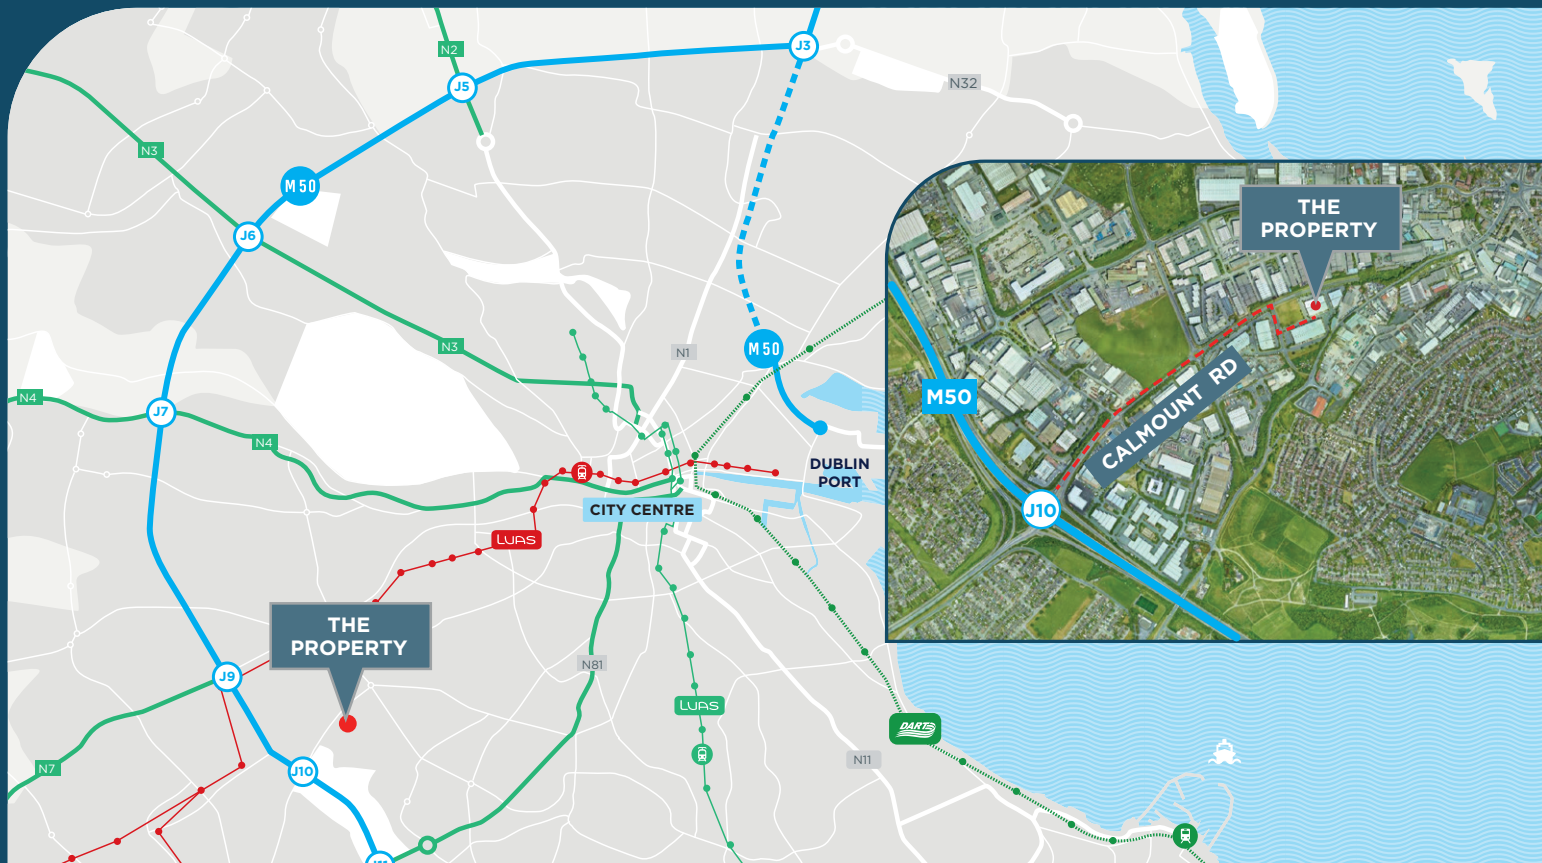 J3
N2
J5
N32
N3
M50
THE
PROPERTY
J6
N3
N1
M50
M50
N4
J7
CALMOUNT RD
N4
DUBLIN
PORT
CITY CENTRE
J10
LUAS
THE
PROPERTY
N81
J9
LUAS
DART
N11
N7
J10
J11